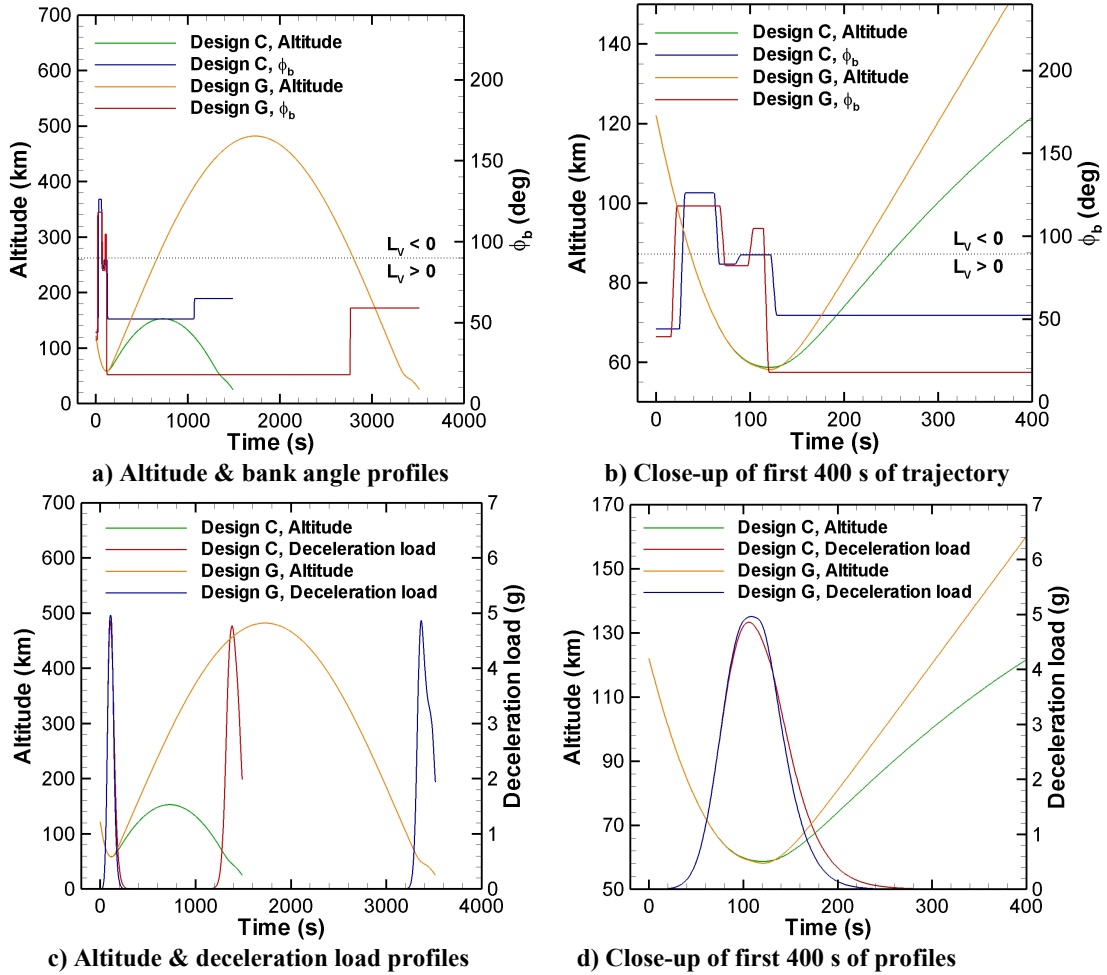 Design C, Altitude
Design C, ϕb
Design G, Altitude
Design G, ϕb
LV < 0
LV > 0
700
600
500
400
300
200
100
0
Altitude (km)
200
150
100
50
0
ϕb (deg)
0 1000 2000 3000 4000
Time (s)
a) Altitude & bank angle profiles
Design C, Altitude
Design C, ϕb
Design G, Altitude
Design G, ϕb
LV < 0
LV > 0
140
120
100
80
60
Altitude (km)
200
150
100
50
0
ϕb (deg)
0 100 200 300 400
Time (s)
b) Close-up of first 400 s of trajectory
Design C, Altitude
Design C, Deceleration load
Design G, Altitude
Design G, Deceleration load
700
600
500
400
300
200
100
0
Altitude (km)
7
6
5
4
3
2
1
0
Deceleration load (g)
0 1000 2000 3000 4000
Time (s)
c) Altitude & deceleration load profiles
Design C, Altitude
Design C, Deceleration load
Design G, Altitude
Design G, Deceleration load
170
150
130
110
90
70
50
Altitude (km)
7
6
5
4
3
2
1
0
Deceleration load (g)
0 100 200 300 400
Time (s)
d) Close-up of first 400 s of profiles